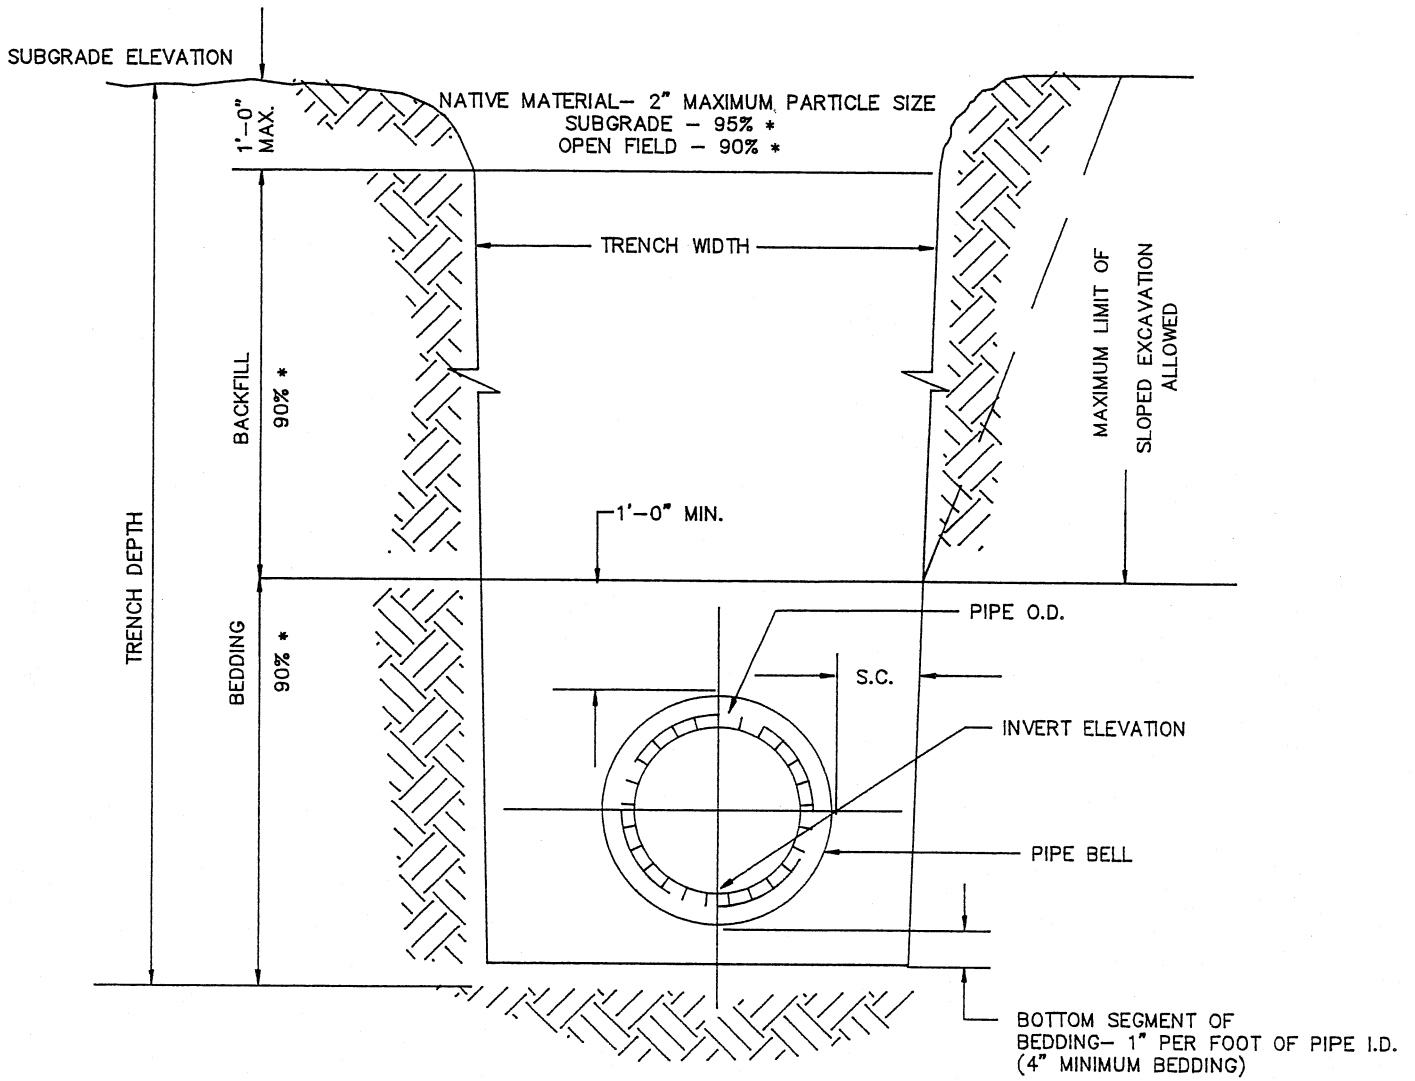 SUBGRADE ELEVATION
1'-0"
MAX.
NATIVE MATERIAL- 2" MAXIMUM PARTICLE SIZE
SUBGRADE - 95% *
OPEN FIELD - 90% *
TRENCH WIDTH
MAXIMUM LIMIT OF
SLOPED EXCAVATION
ALLOWED
BACKFILL
90% *
1'-0" MIN.
TRENCH DEPTH
BEDDING
90% *
PIPE O.D.
S.C.
INVERT ELEVATION
PIPE BELL
BOTTOM SEGMENT OF
BEDDING- 1" PER FOOT OF PIPE I.D.
(4" MINIMUM BEDDING)